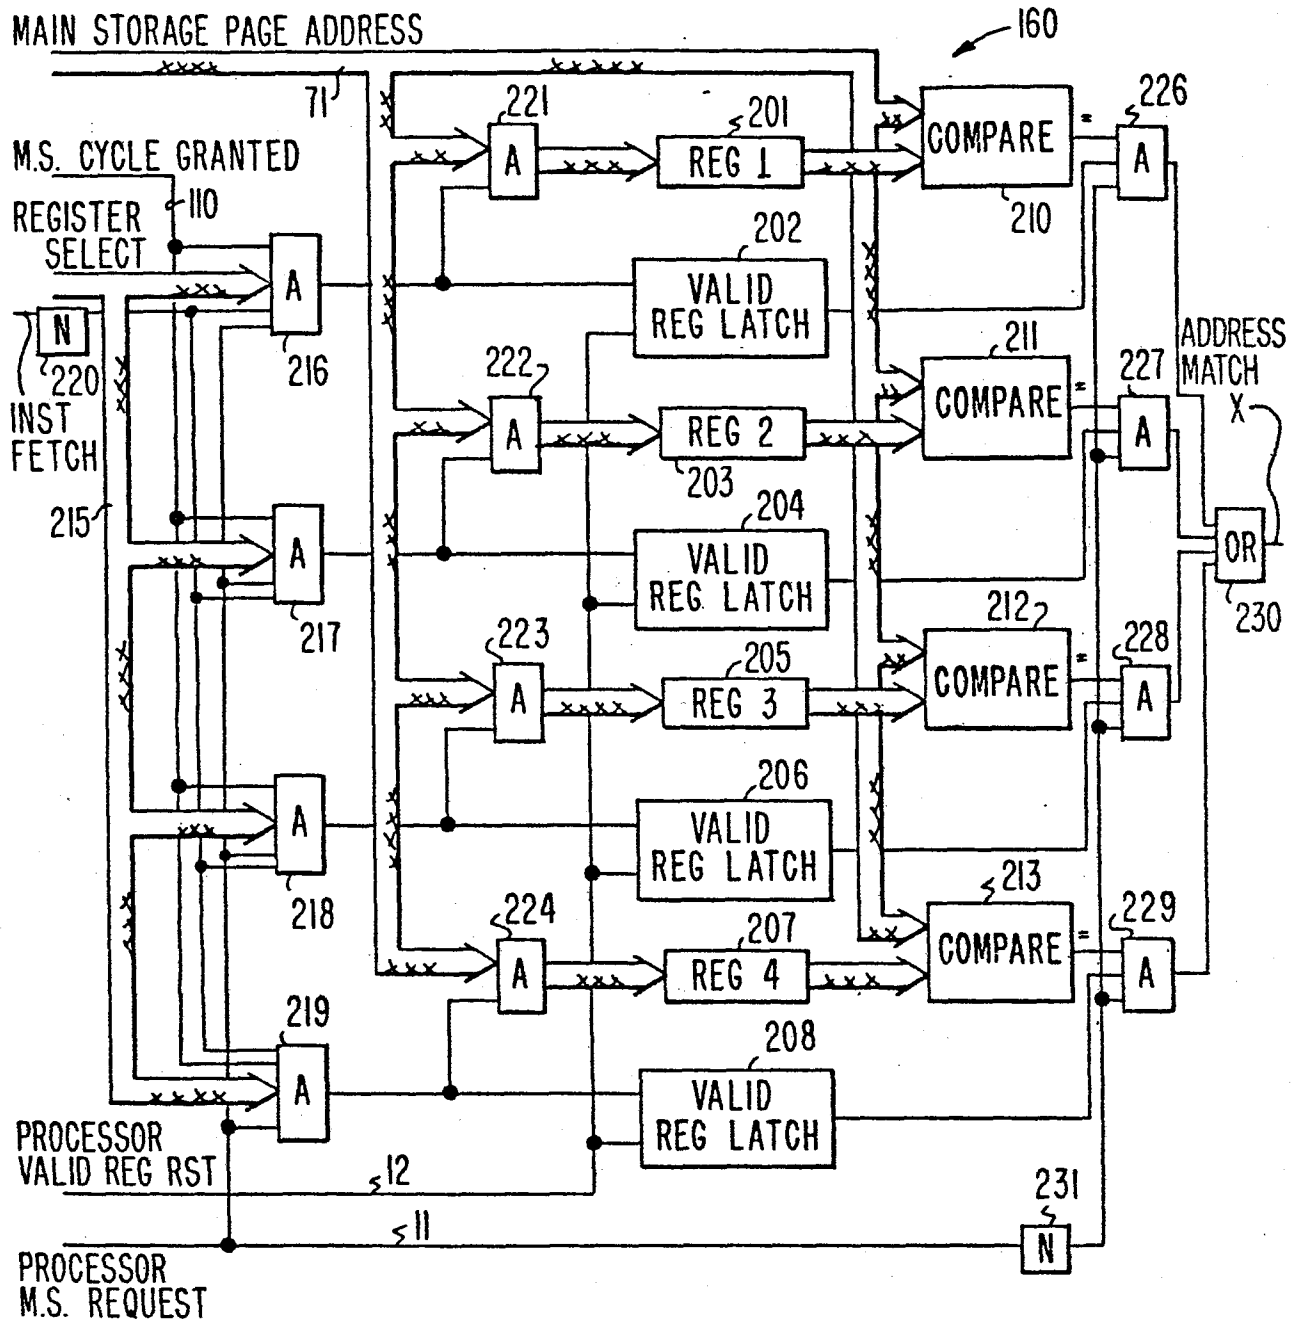 MAIN STORAGE PAGE ADDRESS
160
71
221
201
226
A
REG 1
COMPARE
=
A
210
M.S. CYCLE GRANTED
110
REGISTER
SELECT
A
216
202
VALID
REG LATCH
N
220
INST
FETCH
215
222
A
REG 2
203
211
COMPARE
=
227
A
ADDRESS
MATCH
X
204
VALID
REG LATCH
A
217
OR
230
223
A
205
REG 3
212
COMPARE
=
228
A
206
VALID
REG LATCH
A
218
224
A
207
REG 4
213
COMPARE
=
229
A
219
A
208
VALID
REG LATCH
PROCESSOR
VALID REG RST
12
11
231
N
PROCESSOR
M.S. REQUEST